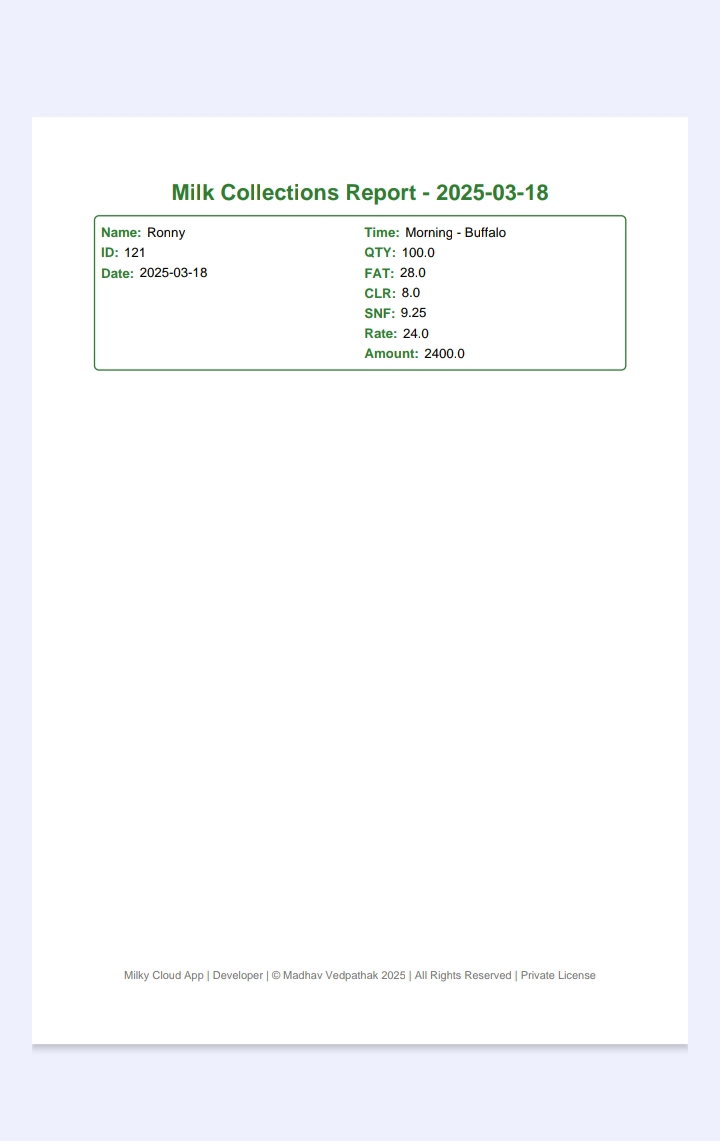 Milk Collections Report - 2025-03-18
Name: Ronny
ID: 121
Date: 2025-03-18
Time: Morning - Buffalo
QTY: 100.0
FAT: 28.0
CLR: 8.0
SNF: 9.25
Rate: 24.0
Amount: 2400.0
Milky Cloud App | Developer | © Madhav Vedpathak 2025 | All Rights Reserved | Private License